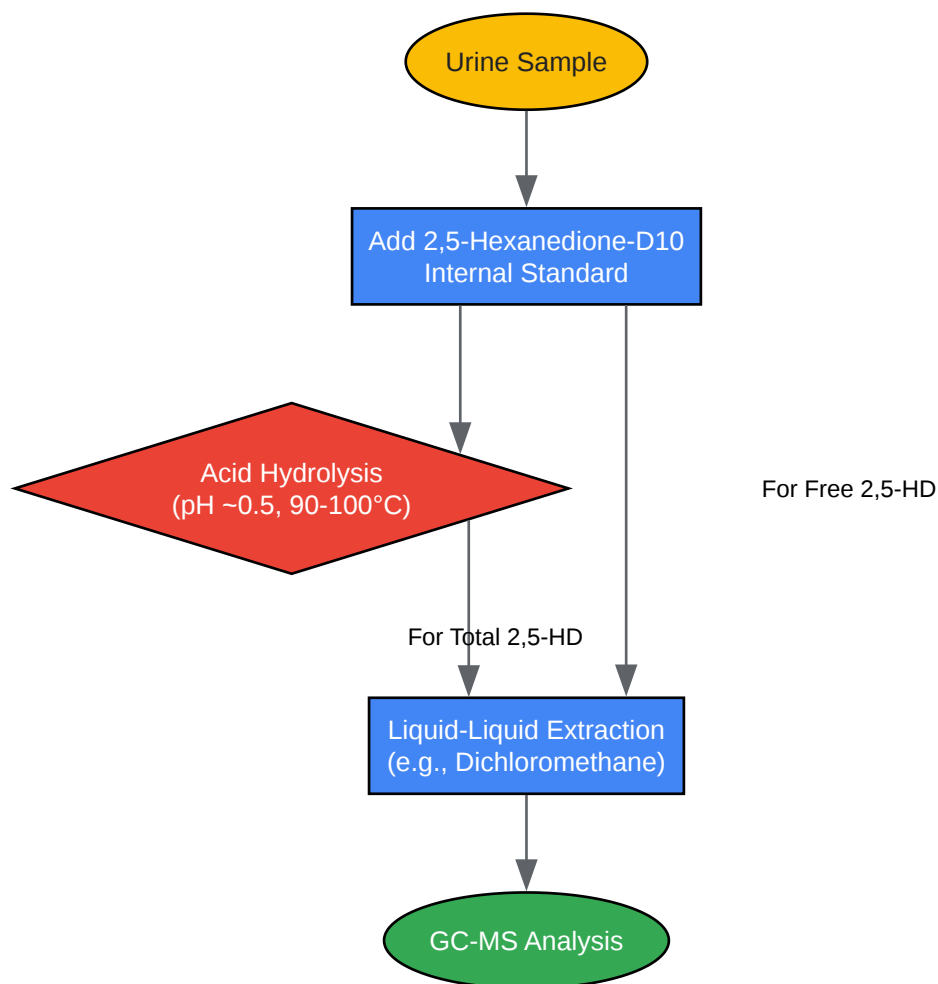 Urine Sample
Add 2,5-Hexanedione-D10
Internal Standard
Acid Hydrolysis
(pH ~0.5, 90-100°C)
For Free 2,5-HD
For Total 2,5-HD
Liquid-Liquid Extraction
(e.g., Dichloromethane)
GC-MS Analysis